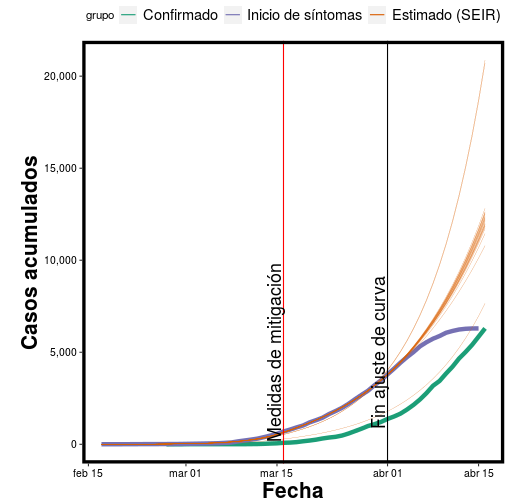 grupo Confirmado Inicio de síntomas Estimado (SEIR)
20,000
15,000
10,000
5,000
0
Casos acumulados
Medidas de mitigación
Fin ajuste de curva
feb 15 mar 01 mar 15 abr 01 abr 15
Fecha